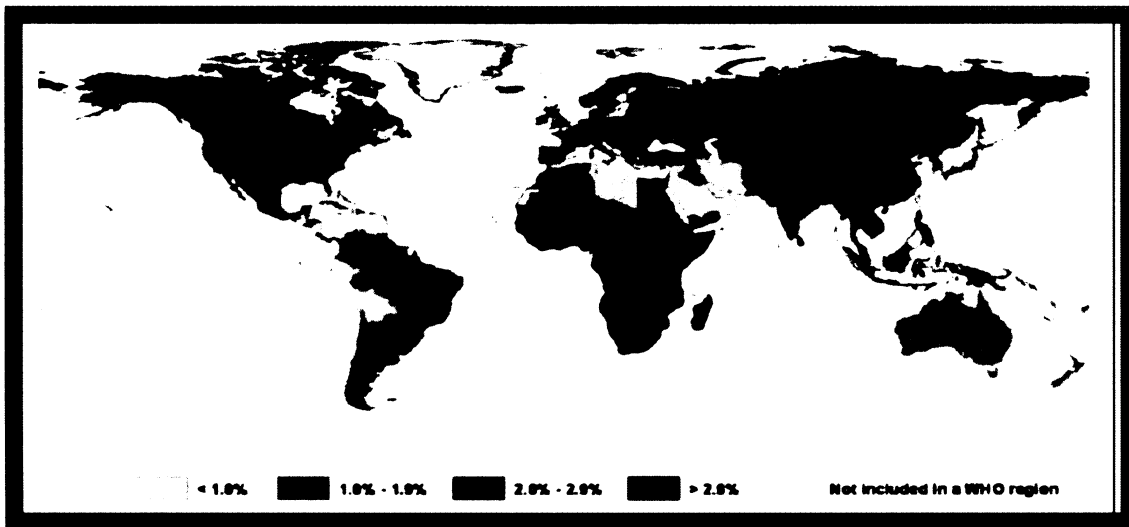 < 1.0%
1.0% - 1.9%
2.0% - 2.9%
> 2.9%
Not included in a WHO region